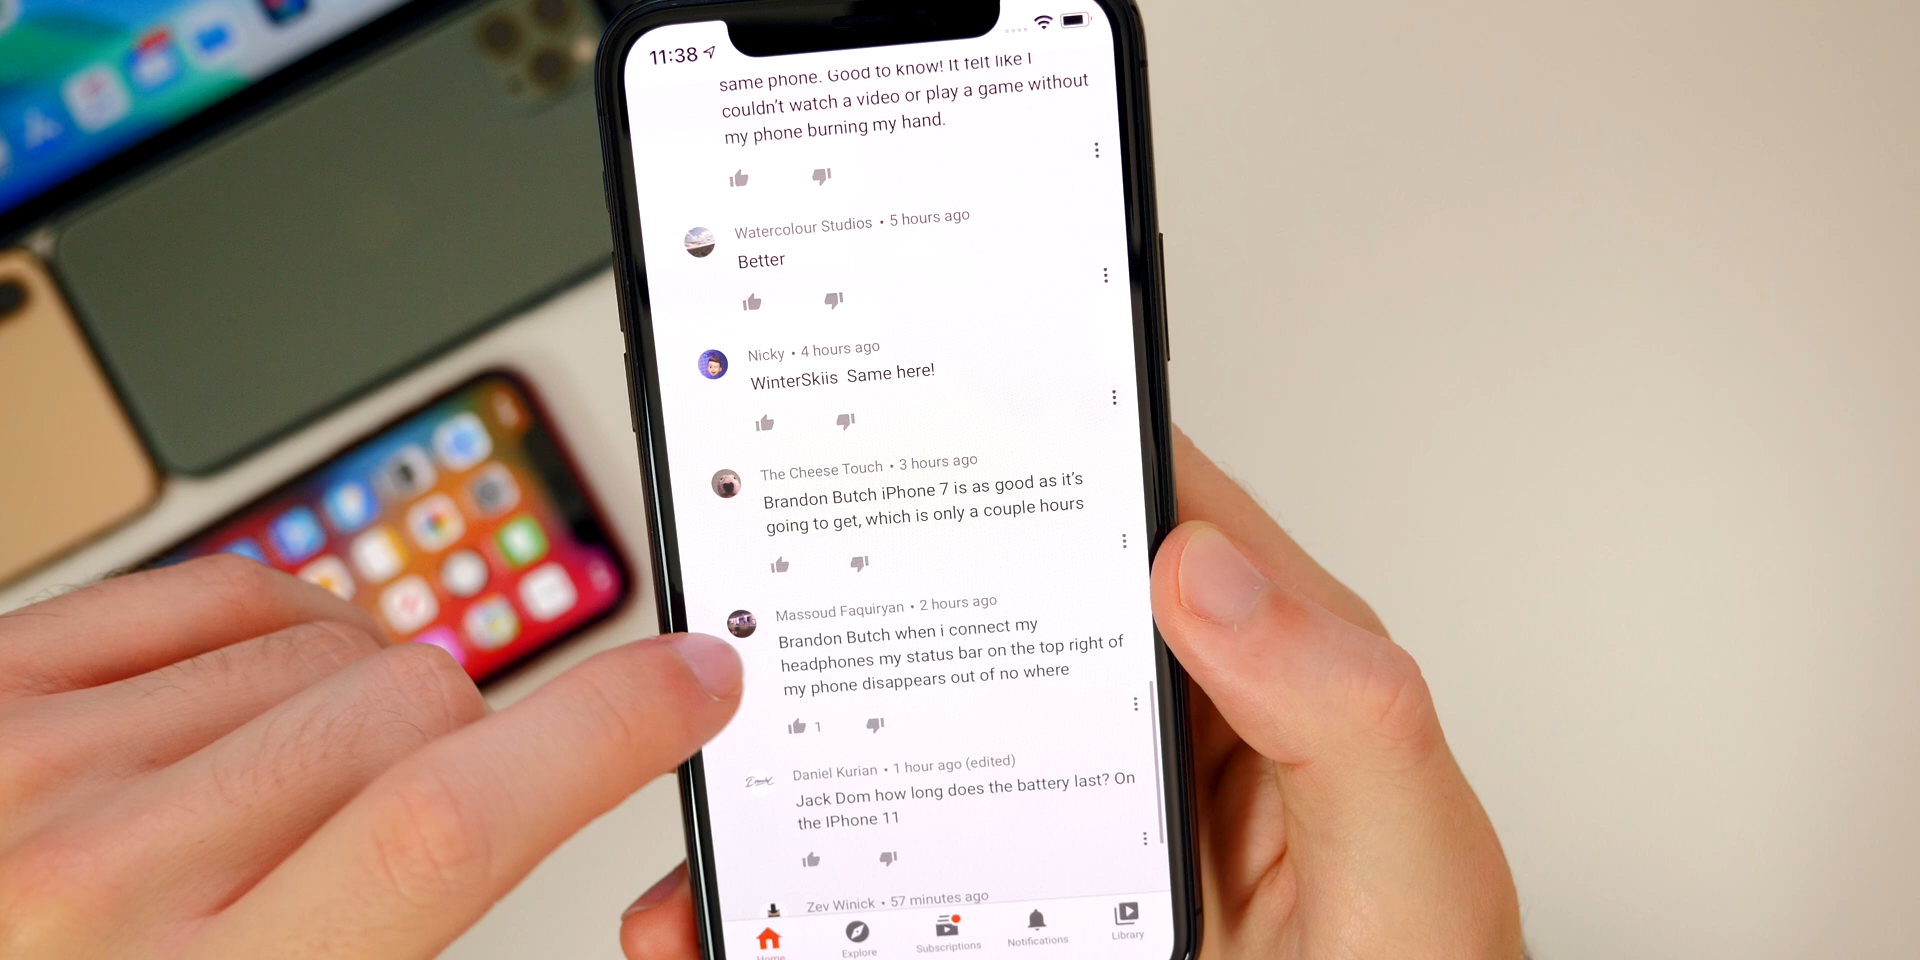 11:38
same phone. Good to know! It felt like I
couldn't watch a video or play a game without
my phone burning my hand.
Watercolour Studios • 5 hours ago
Better
Nicky • 4 hours ago
WinterSkiis  Same here!
The Cheese Touch • 3 hours ago
Brandon Butch iPhone 7 is as good as it's
going to get, which is only a couple hours
Massoud Faquiryan • 2 hours ago
Brandon Butch when i connect my
headphones my status bar on the top right of
my phone disappears out of no where
1
Daniel Kurian • 1 hour ago (edited)
Jack Dom how long does the battery last? On
the IPhone 11
Zev Winick • 57 minutes ago
Home
Explore
Subscriptions
Notifications
Library